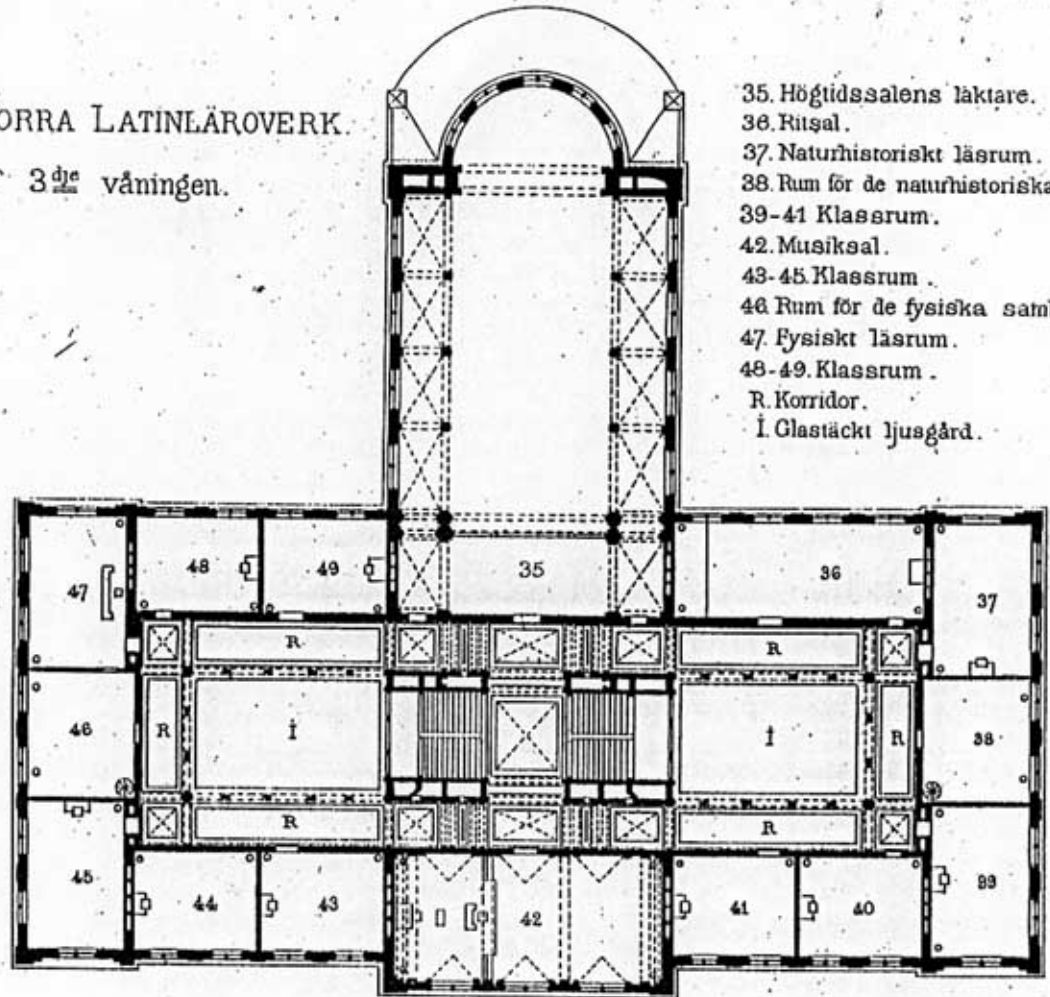 ORRA LATINLÄROVERK.
3dje våningen.
35. Högtidssalens läktare.
36. Ritsal.
37. Naturhistoriskt läsrum.
38. Rum för de naturhistoriska
39-41 Klassrum.
42. Musiksal.
43-45. Klassrum.
46. Rum för de fysiska saml
47. Fysiskt läsrum.
48-49. Klassrum.
R. Korridor.
İ. Glastäckt ljusgård.
47 48 49 35 36 37
R R
46 R İ İ R 38
R R
45 44 43 42 41 40 39